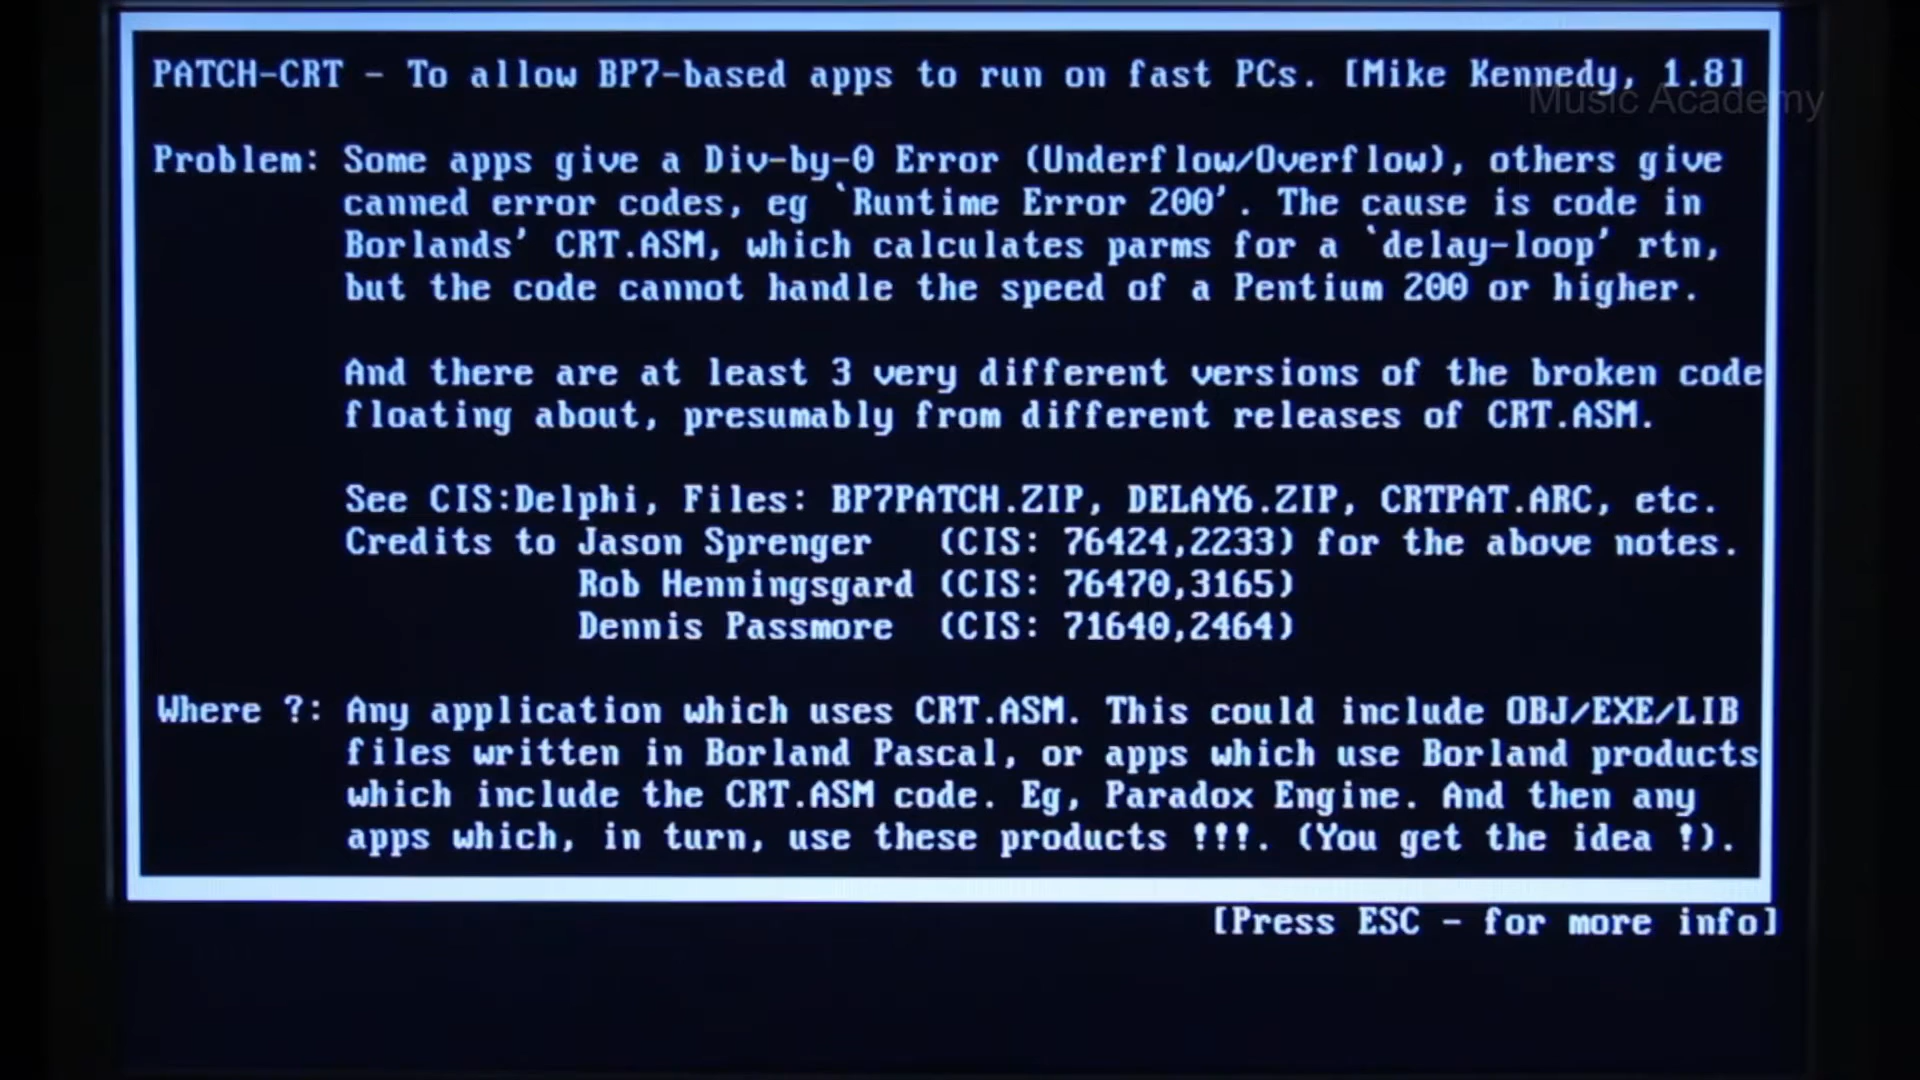 PATCH-CRT - To allow BP7-based apps to run on fast PCs. [Mike Kennedy, 1.8]
Music Academy
Problem: Some apps give a Div-by-0 Error (Underflow/Overflow), others give
canned error codes, eg `Runtime Error 200'. The cause is code in
Borlands' CRT.ASM, which calculates parms for a `delay-loop' rtn,
but the code cannot handle the speed of a Pentium 200 or higher.
And there are at least 3 very different versions of the broken code
floating about, presumably from different releases of CRT.ASM.
See CIS:Delphi, Files: BP7PATCH.ZIP, DELAY6.ZIP, CRTPAT.ARC, etc.
Credits to Jason Sprenger (CIS: 76424,2233) for the above notes.
Rob Henningsgard (CIS: 76470,3165)
Dennis Passmore (CIS: 71640,2464)
Where ?: Any application which uses CRT.ASM. This could include OBJ/EXE/LIB
files written in Borland Pascal, or apps which use Borland products
which include the CRT.ASM code. Eg, Paradox Engine. And then any
apps which, in turn, use these products !!!. (You get the idea !).
[Press ESC - for more info]